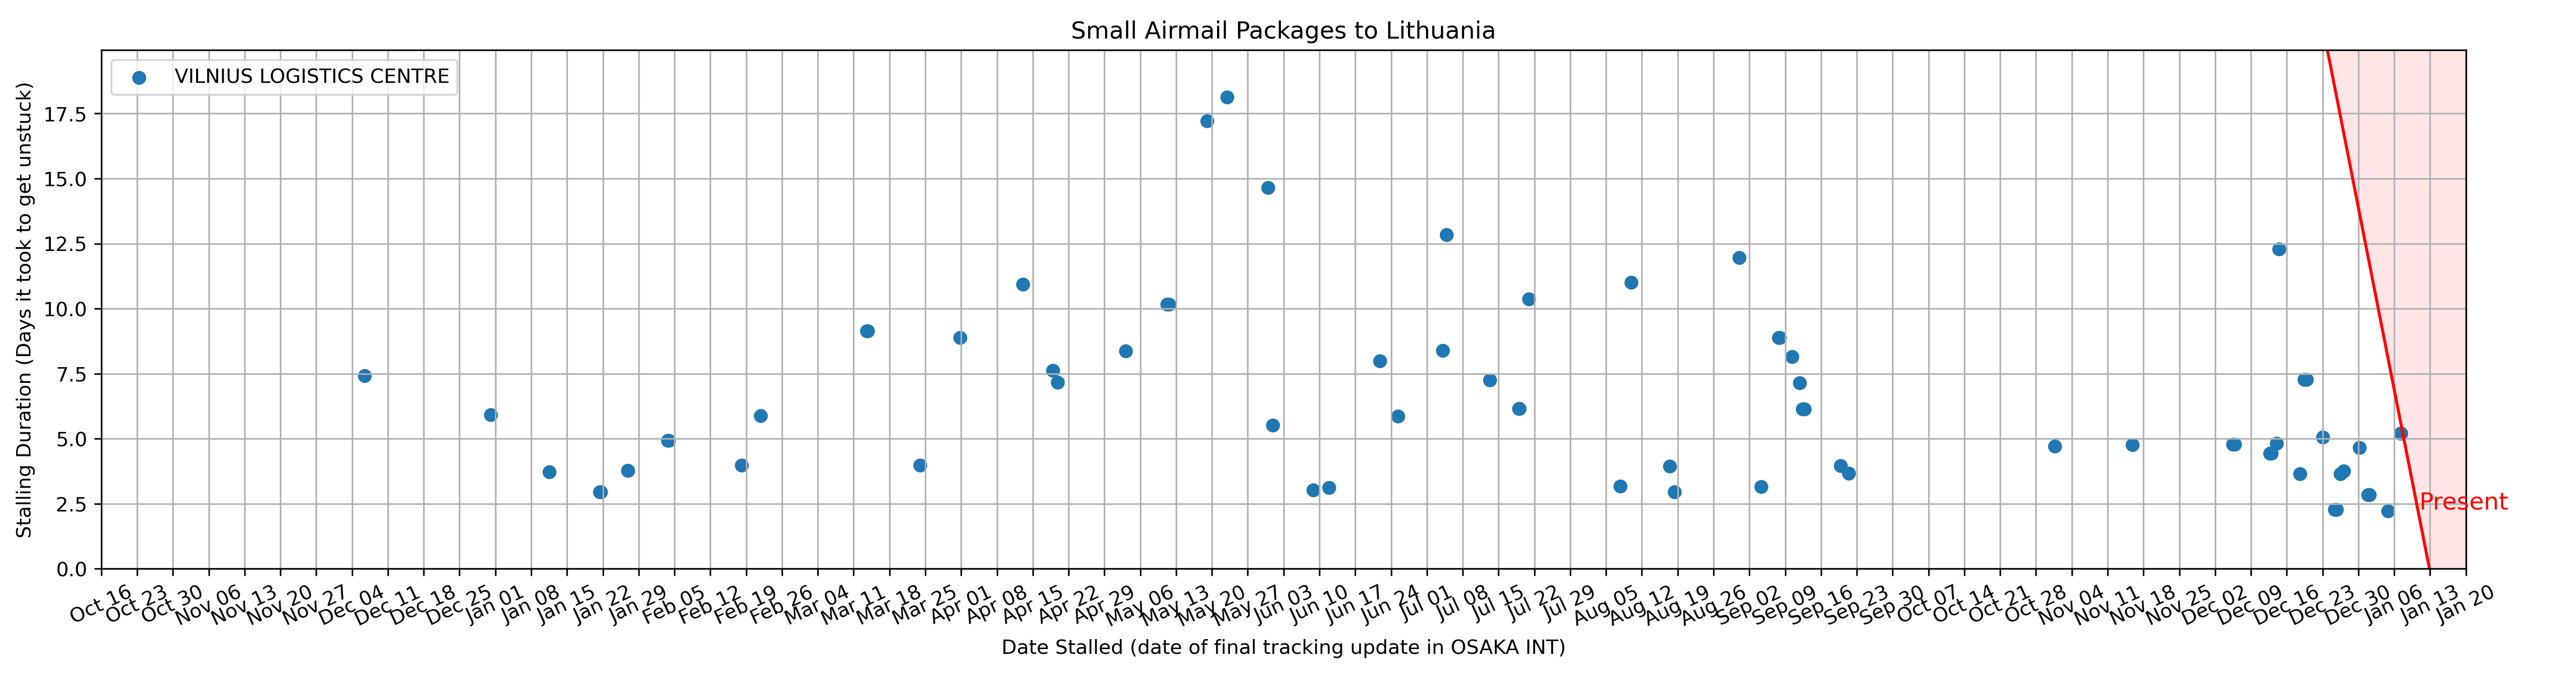 Small Airmail Packages to Lithuania
VILNIUS LOGISTICS CENTRE
Stalling Duration (Days it took to get unstuck)
17.5
15.0
12.5
10.0
7.5
5.0
2.5
0.0
Present
Oct 16 Oct 23 Oct 30 Nov 06 Nov 13 Nov 20 Nov 27 Dec 04 Dec 11 Dec 18 Dec 25 Jan 01 Jan 08 Jan 15 Jan 22 Jan 29 Feb 05 Feb 12 Feb 19 Feb 26 Mar 04 Mar 11 Mar 18 Mar 25 Apr 01 Apr 08 Apr 15 Apr 22 Apr 29 May 06 May 13 May 20 May 27 Jun 03 Jun 10 Jun 17 Jun 24 Jul 01 Jul 08 Jul 15 Jul 22 Jul 29 Aug 05 Aug 12 Aug 19 Aug 26 Sep 02 Sep 09 Sep 16 Sep 23 Sep 30 Oct 07 Oct 14 Oct 21 Oct 28 Nov 04 Nov 11 Nov 18 Nov 25 Dec 02 Dec 09 Dec 16 Dec 23 Dec 30 Jan 06 Jan 13 Jan 20
Date Stalled (date of final tracking update in OSAKA INT)